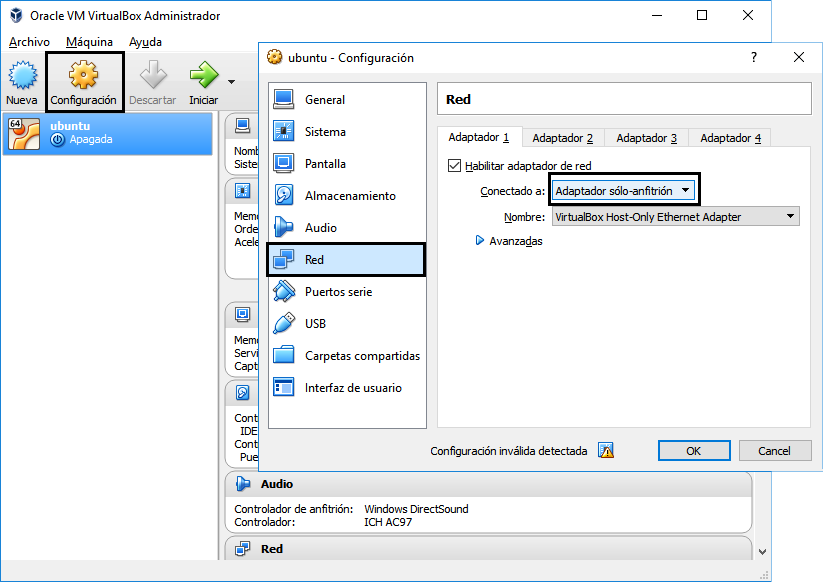 Oracle VM VirtualBox Administrador
Archivo Máquina Ayuda
Nueva Configuración Descartar Iniciar
64 ubuntu
Apagada
Nomb
Siste
Memo
Orde
Acele
Memo
Servi
Capt
Cont
IDE
Cont
Pue
Audio
Controlador de anfitrión: Windows DirectSound
Controlador: ICH AC97
Red
ubuntu - Configuración ?
General
Sistema
Pantalla
Almacenamiento
Audio
Red
Puertos serie
USB
Carpetas compartidas
Interfaz de usuario
Red
Adaptador 1 Adaptador 2 Adaptador 3 Adaptador 4
Habilitar adaptador de red
Conectado a: Adaptador sólo-anfitrión
Nombre: VirtualBox Host-Only Ethernet Adapter
Avanzadas
Configuración inválida detectada OK Cancel